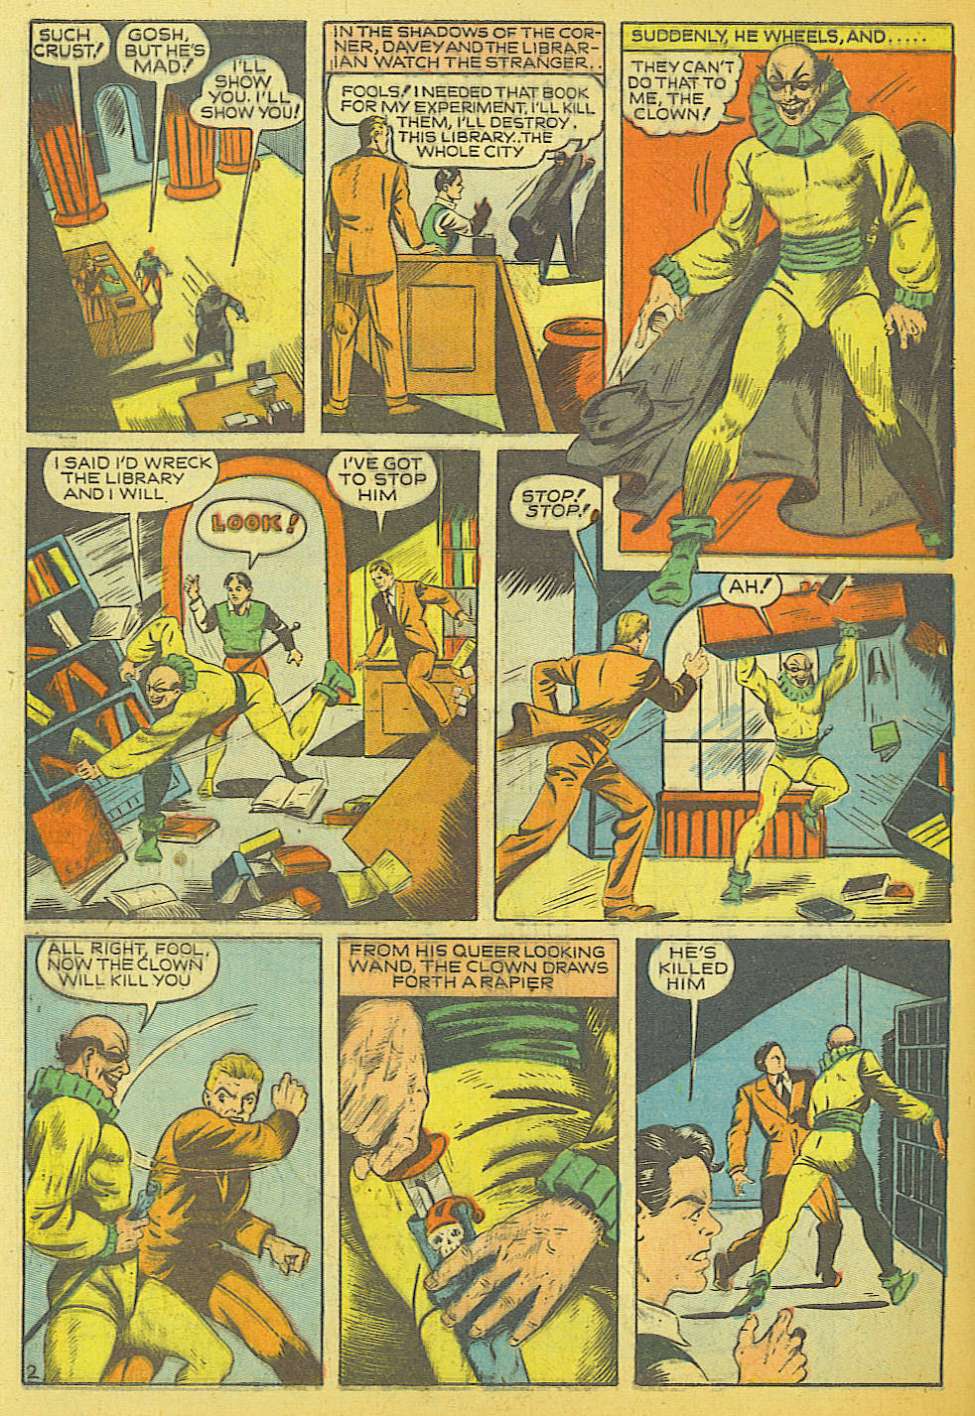 SUCH
CRUST!
GOSH,
BUT HE'S
MAD!
I'LL
SHOW
YOU. I'LL
SHOW YOU!
IN THE SHADOWS OF THE COR-
NER, DAVEY AND THE LIBRAR-
IAN WATCH THE STRANGER..
FOOLS! I NEEDED THAT BOOK
FOR MY EXPERIMENT, I'LL KILL
THEM, I'LL DESTROY,
THIS LIBRARY..THE
WHOLE CITY
SUDDENLY, HE WHEELS, AND.....
THEY CAN'T
DO THAT TO
ME, THE
CLOWN!
I SAID I'D WRECK
THE LIBRARY
AND I WILL
LOOK!
I'VE GOT
TO STOP
HIM
STOP!
STOP!
AH!
ALL RIGHT, FOOL,
NOW THE CLOWN
WILL KILL YOU
FROM HIS QUEER LOOKING
WAND, THE CLOWN DRAWS
FORTH A RAPIER
HE'S
KILLED
HIM
2